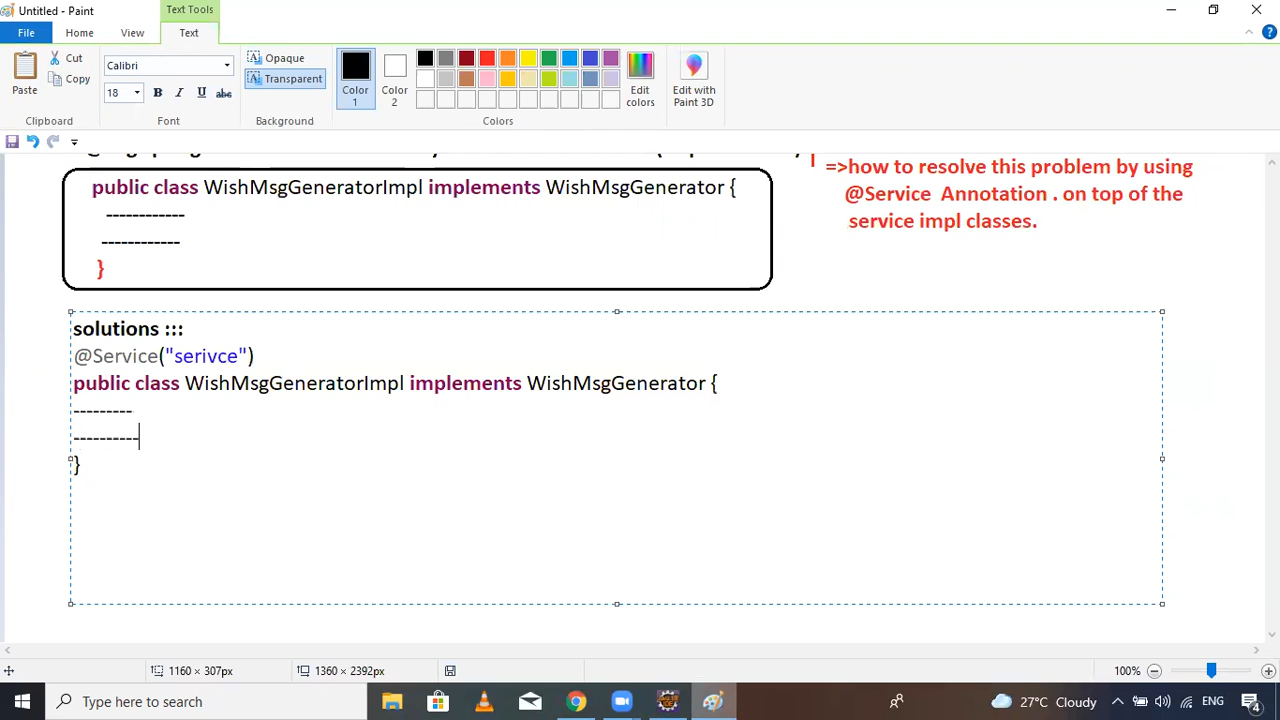 Untitled - Paint
Text Tools
File
Home
View
Text
Paste
Cut
Copy
Clipboard
Calibri
18
B I U abc
Font
Opaque
Transparent
Background
Color 1
Color 2
Edit colors
Colors
Edit with Paint 3D
public class WishMsgGeneratorImpl implements WishMsgGenerator {
------------
------------
}
=>how to resolve this problem by using
@Service Annotation . on top of the
service impl classes.
solutions :::
@Service("serivce")
public class WishMsgGeneratorImpl implements WishMsgGenerator {
---------
----------
}
1160 × 307px
1360 × 2392px
100%
Type here to search
27°C Cloudy
ENG
4